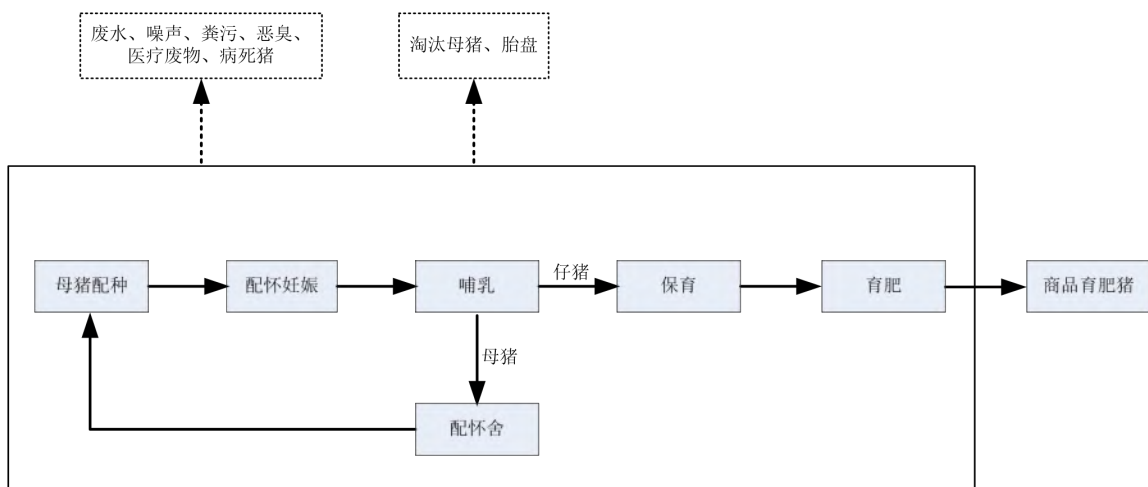 废水、噪声、粪污、恶臭、
医疗废物、病死猪
淘汰母猪、胎盘
母猪配种
配怀妊娠
哺乳
仔猪
保育
育肥
商品育肥猪
母猪
配怀舍